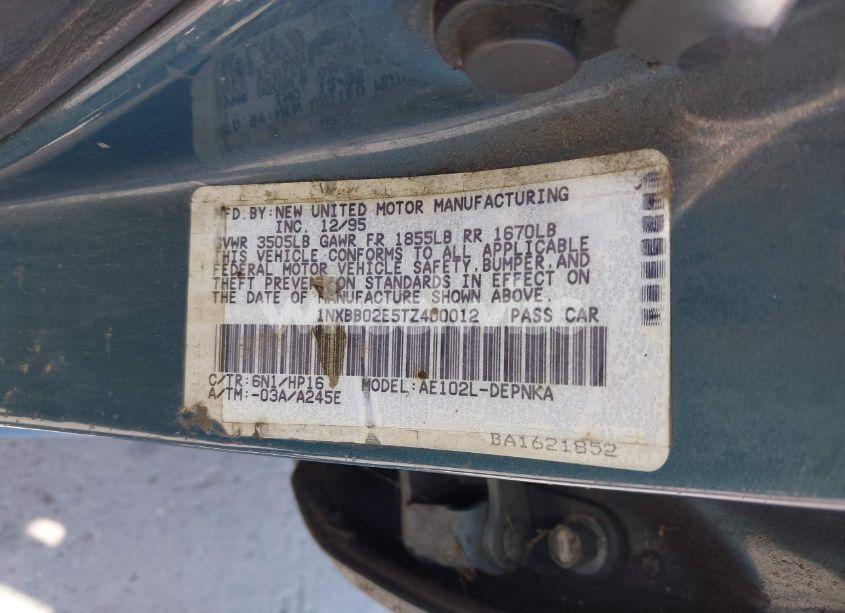 MFD.BY:NEW UNITED MOTOR MANUFACTURING
INC. 12/95
GVWR 3505LB GAWR FR 1855LB RR 1670LB
THIS VEHICLE CONFORMS TO ALL APPLICABLE
FEDERAL MOTOR VEHICLE SAFETY,BUMPER,AND
THEFT PREVENTION STANDARDS IN EFFECT ON
THE DATE OF MANUFACTURE SHOWN ABOVE.
1NXBB02E5TZ400012 PASS CAR
C/TR:6N1/HP16 MODEL:AE102L-DEPNKA
A/TM:-03A/A245E
BA1621852